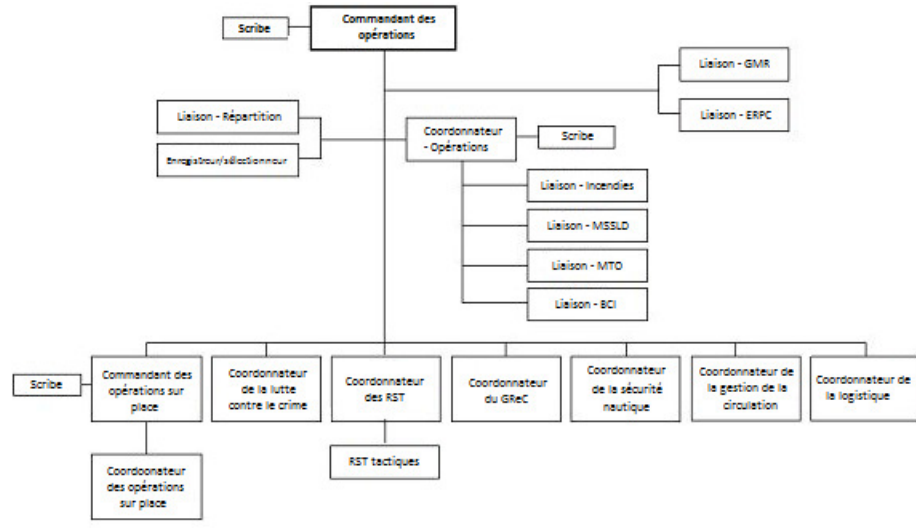 Scribe
Commandant des
opérations
Liaison - GMR
Liaison - ERPC
Liaison - Répartition
Enregistreur/sélectionneur
Coordonnateur
- Opérations
Scribe
Liaison - Incendies
Liaison - MSSLD
Liaison - MTO
Liaison - BCI
Scribe
Commandant des
opérations sur
place
Coordonnateur
de la lutte
contre le crime
Coordonnateur
des RST
Coordonnateur
du GReC
Coordonnateur
de la sécurité
nautique
Coordonnateur de
la gestion de la
circulation
Coordonnateur de
la logistique
Coordoonateur
des opérations
sur place
RST tactiques